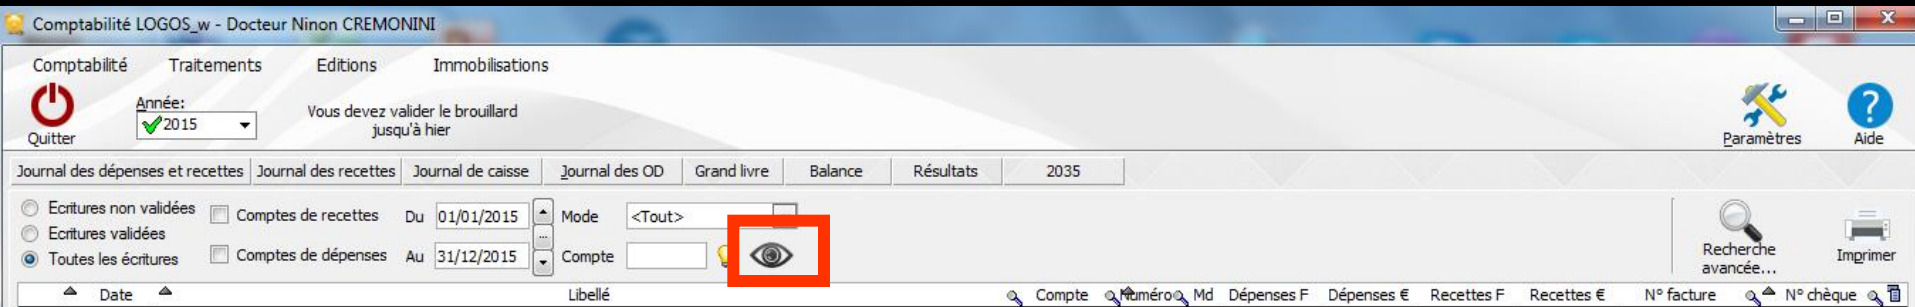 Comptabilité LOGOS_w - Docteur Ninon CREMONINI
Comptabilité Traitements Editions Immobilisations
Quitter
Année:
2015
Vous devez valider le brouillard
jusqu'à hier
Paramètres
Aide
Journal des dépenses et recettes Journal des recettes Journal de caisse Journal des OD Grand livre Balance Résultats 2035
Ecritures non validées
Ecritures validées
Toutes les écritures
Comptes de recettes
Comptes de dépenses
Du 01/01/2015
Au 31/12/2015
...
Mode <Tout>
Compte
Recherche
avancée...
Imprimer
Date Libellé Compte Numéro Md Dépenses F Dépenses € Recettes F Recettes € N° facture N° chèque